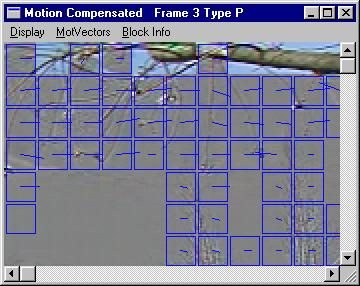 Motion Compensated   Frame 3 Type P
Display   MotVectors   Block Info